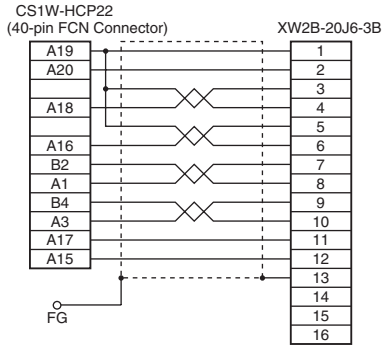 CS1W-HCP22
(40-pin FCN Connector)
XW2B-20J6-3B
A19 1
A20 2
3
A18 4
5
A16 6
B2 7
A1 8
B4 9
A3 10
A17 11
A15 12
13
14
15
16
FG